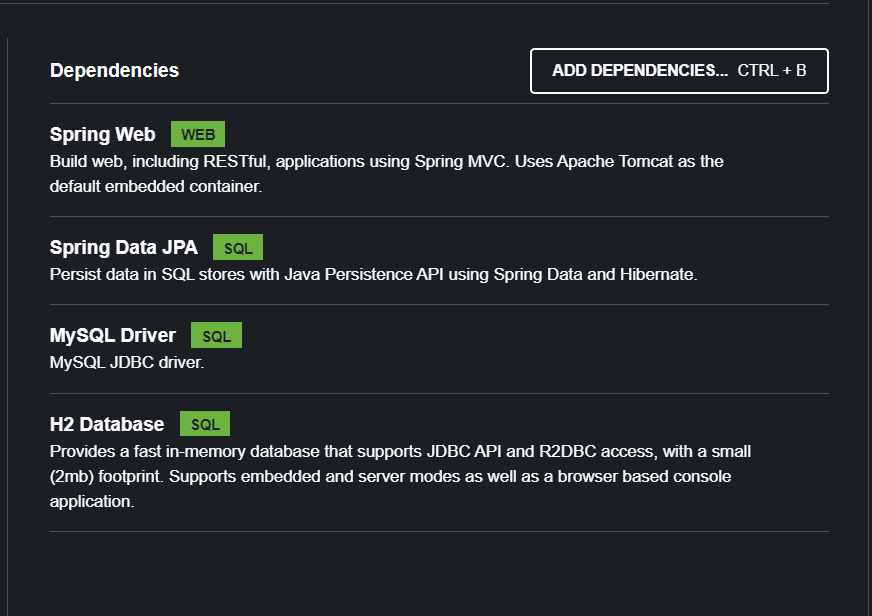 Dependencies
ADD DEPENDENCIES... CTRL + B
Spring Web WEB
Build web, including RESTful, applications using Spring MVC. Uses Apache Tomcat as the
default embedded container.
Spring Data JPA SQL
Persist data in SQL stores with Java Persistence API using Spring Data and Hibernate.
MySQL Driver SQL
MySQL JDBC driver.
H2 Database SQL
Provides a fast in-memory database that supports JDBC API and R2DBC access, with a small
(2mb) footprint. Supports embedded and server modes as well as a browser based console
application.